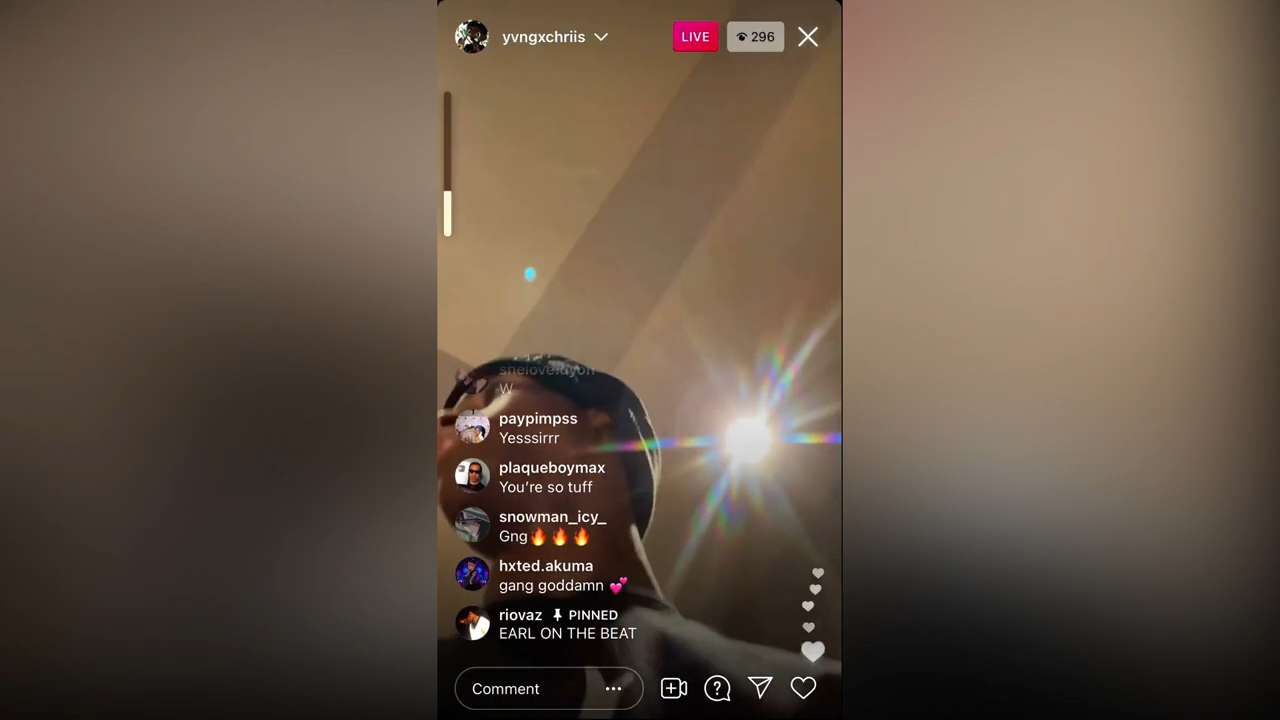 yvngxchriis
LIVE
296
W
paypimpss
Yesssirrr
plaqueboymax
You’re so tuff
snowman_icy_
Gng🔥🔥🔥
hxted.akuma
gang goddamn 💕
riovaz PINNED
EARL ON THE BEAT
Comment